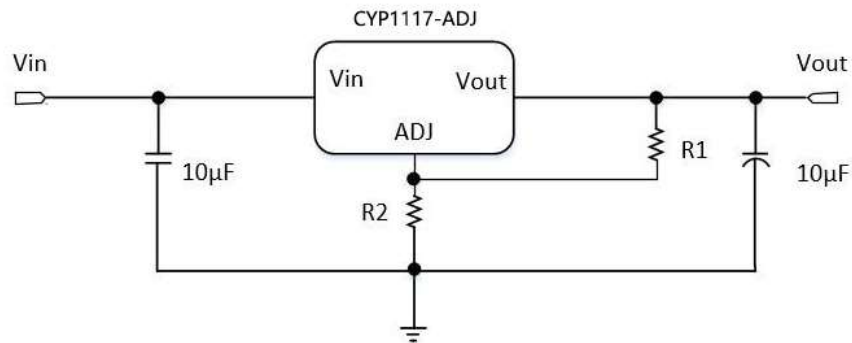 CYP1117-ADJ
Vin
Vin
Vout
Vout
ADJ
10µF
R2
R1
10µF